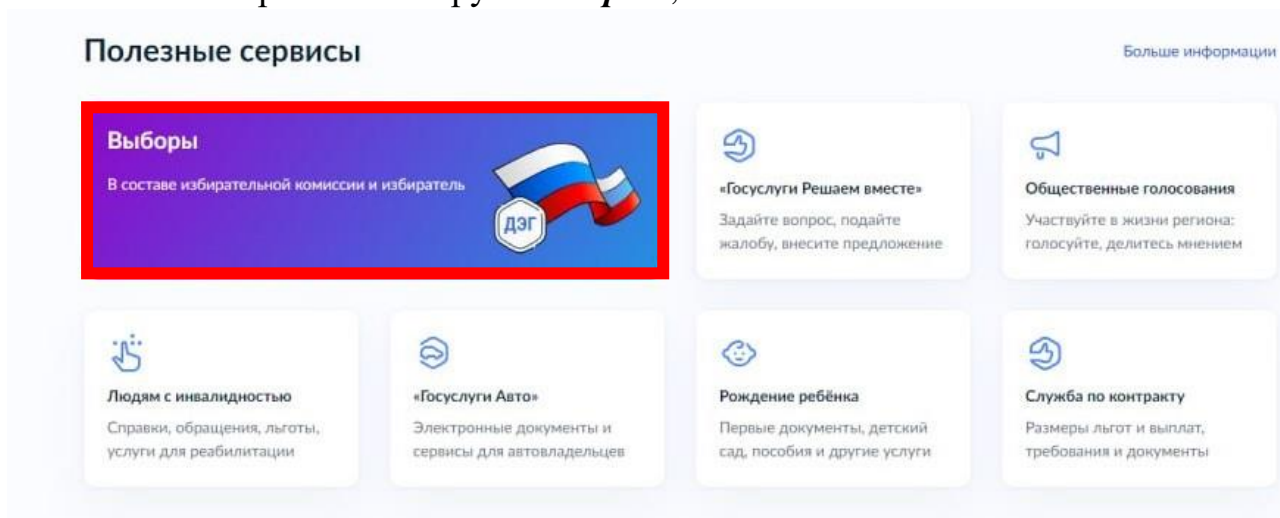 Полезные сервисы
Больше информации
Выборы
В составе избирательной комиссии и избиратель
ДЭГ
«Госуслуги Решаем вместе»
Задайте вопрос, подайте
жалобу, внесите предложение
Общественные голосования
Участвуйте в жизни региона:
голосуйте, делитесь мнением
Людям с инвалидностью
Справки, обращения, льготы,
услуги для реабилитации
«Госуслуги Авто»
Электронные документы и
сервисы для автовладельцев
Рождение ребёнка
Первые документы, детский
сад, пособия и другие услуги
Служба по контракту
Размеры льгот и выплат,
требования и документы